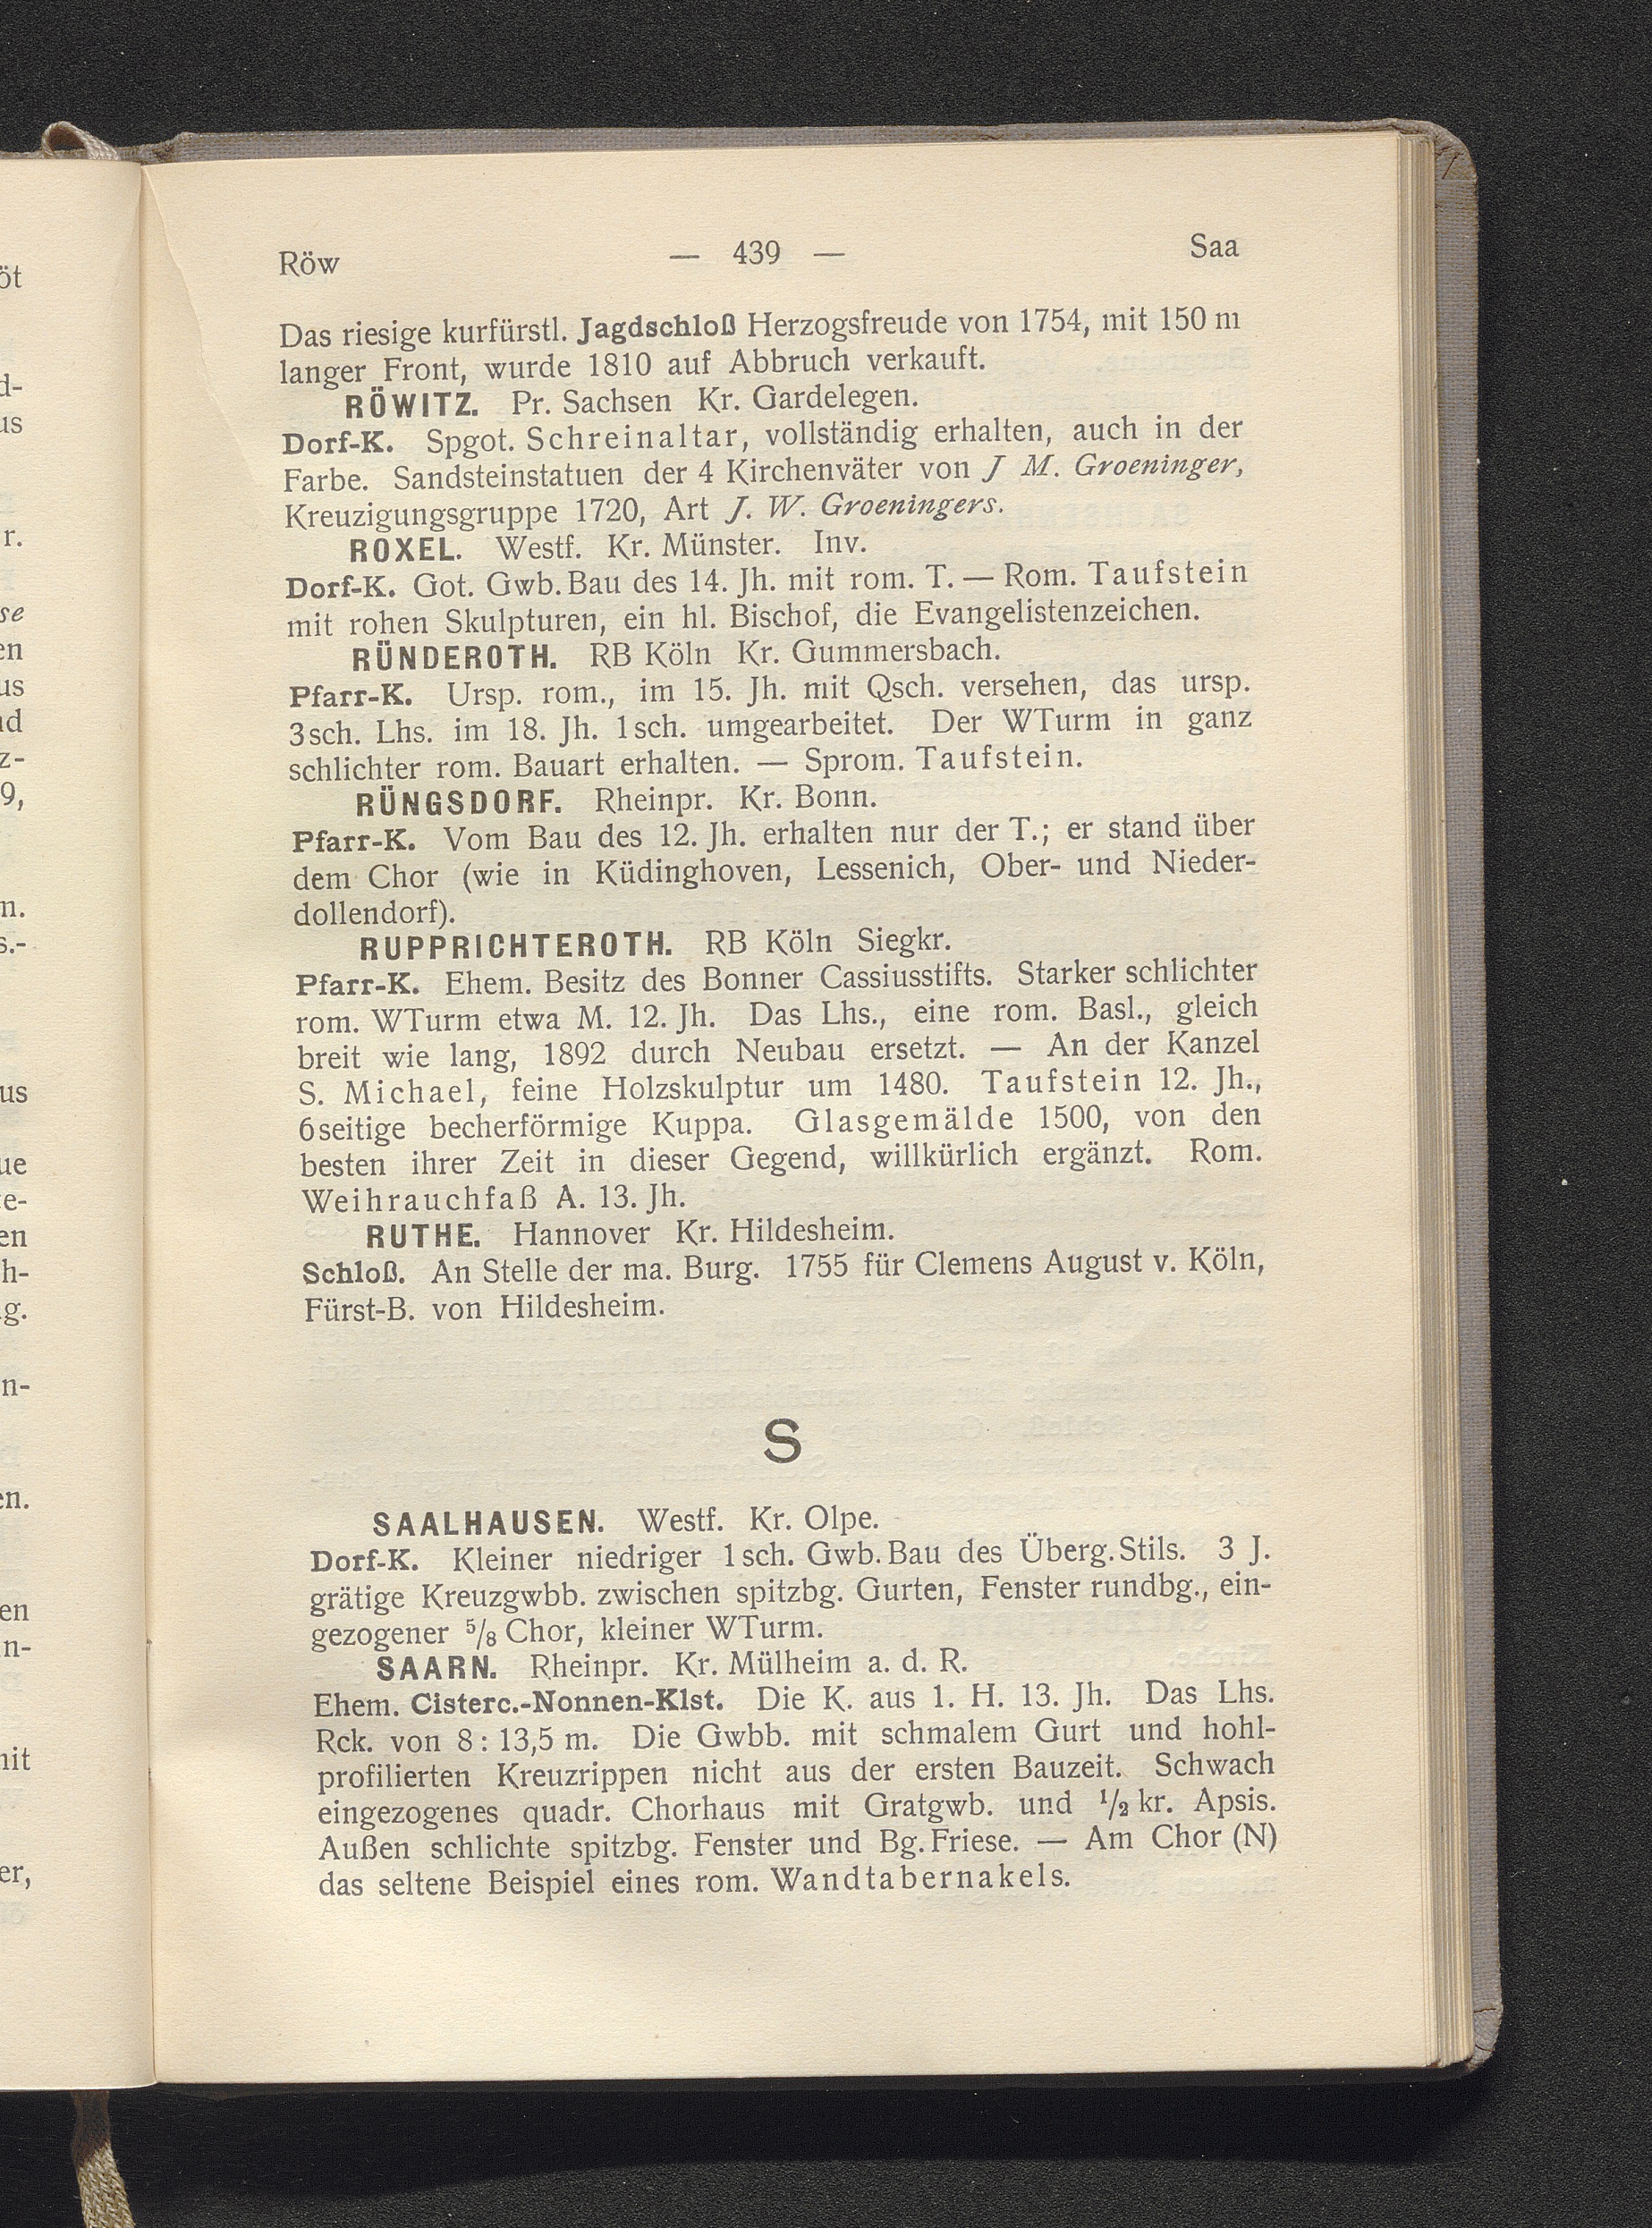 Röw — 439 — Saa
Das riesige kurfürstl. Jagdschloß Herzogsfreude von 1754, mit 150 m
langer Front, wurde 1810 auf Abbruch verkauft.
RÖWITZ. Pr. Sachsen Kr. Gardelegen.
Dorf-K. Spgot. Schreinaltar, vollständig erhalten, auch in der
Farbe. Sandsteinstatuen der 4 Kirchenväter von J M. Groeninger,
Kreuzigungsgruppe 1720, Art J. W. Groeningers.
ROXEL. Westf. Kr. Münster. Inv.
Dorf-K. Got. Gwb. Bau des 14. Jh. mit rom. T. — Rom. Taufstein
mit rohen Skulpturen, ein hl. Bischof, die Evangelistenzeichen.
RÜNDEROTH. RB Köln Kr. Gummersbach.
Pfarr-K. Ursp. rom., im 15. Jh. mit Qsch. versehen, das ursp.
3sch. Lhs. im 18. Jh. 1sch. umgearbeitet. Der WTurm in ganz
schlichter rom. Bauart erhalten. — Sprom. Taufstein.
RÜNGSDORF. Rheinpr. Kr. Bonn.
Pfarr-K. Vom Bau des 12. Jh. erhalten nur der T.; er stand über
dem Chor (wie in Küdinghoven, Lessenich, Ober- und Nieder-
dollendorf).
RUPPRICHTEROTH. RB Köln Siegkr.
Pfarr-K. Ehem. Besitz des Bonner Cassiusstifts. Starker schlichter
rom. WTurm etwa M. 12. Jh. Das Lhs., eine rom. Basl., gleich
breit wie lang, 1892 durch Neubau ersetzt. — An der Kanzel
S. Michael, feine Holzskulptur um 1480. Taufstein 12. Jh.,
6seitige becherförmige Kuppa. Glasgemälde 1500, von den
besten ihrer Zeit in dieser Gegend, willkürlich ergänzt. Rom.
Weihrauchfaß A. 13. Jh.
RUTHE. Hannover Kr. Hildesheim.
Schloß. An Stelle der ma. Burg. 1755 für Clemens August v. Köln,
Fürst-B. von Hildesheim.
S
SAALHAUSEN. Westf. Kr. Olpe.
Dorf-K. Kleiner niedriger 1sch. Gwb. Bau des Überg. Stils. 3 J.
grätige Kreuzgwbb. zwischen spitzbg. Gurten, Fenster rundbg., ein-
gezogener 5/8 Chor, kleiner WTurm.
SAARN. Rheinpr. Kr. Mülheim a. d. R.
Ehem. Cisterc.-Nonnen-Klst. Die K. aus 1. H. 13. Jh. Das Lhs.
Rck. von 8 : 13,5 m. Die Gwbb. mit schmalem Gurt und hohl-
profilierten Kreuzrippen nicht aus der ersten Bauzeit. Schwach
eingezogenes quadr. Chorhaus mit Gratgwb. und 1/2 kr. Apsis.
Außen schlichte spitzbg. Fenster und Bg. Friese. — Am Chor (N)
das seltene Beispiel eines rom. Wandtabernakels.